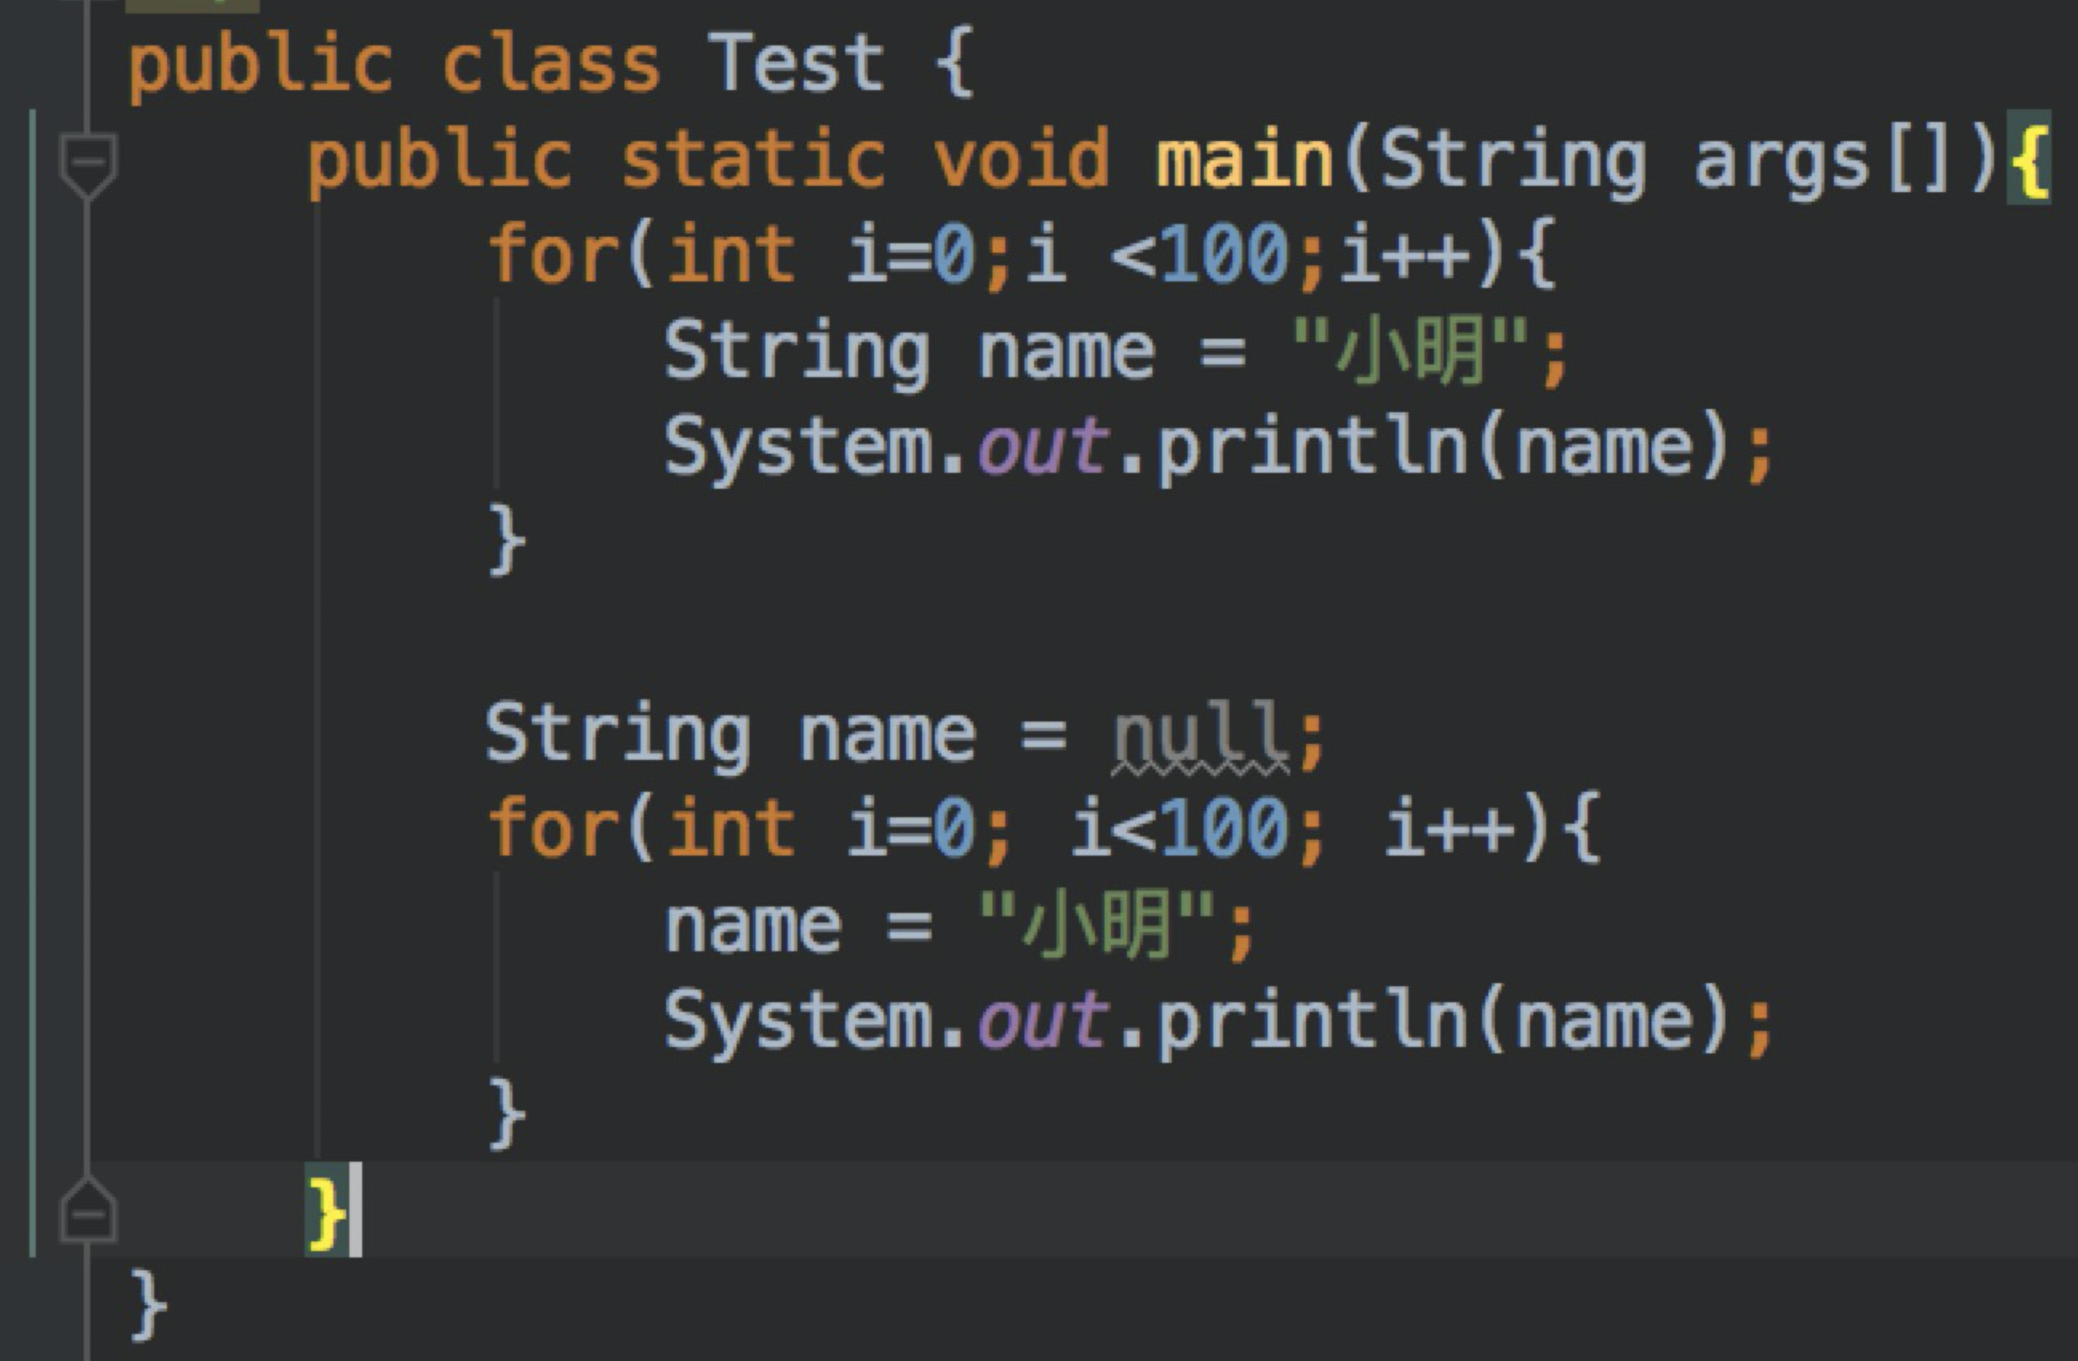 public class Test {
public static void main(String args[]){
for(int i=0;i <100;i++){
String name = "小明";
System.out.println(name);
}
String name = null;
for(int i=0; i<100; i++){
name = "小明";
System.out.println(name);
}
}
}